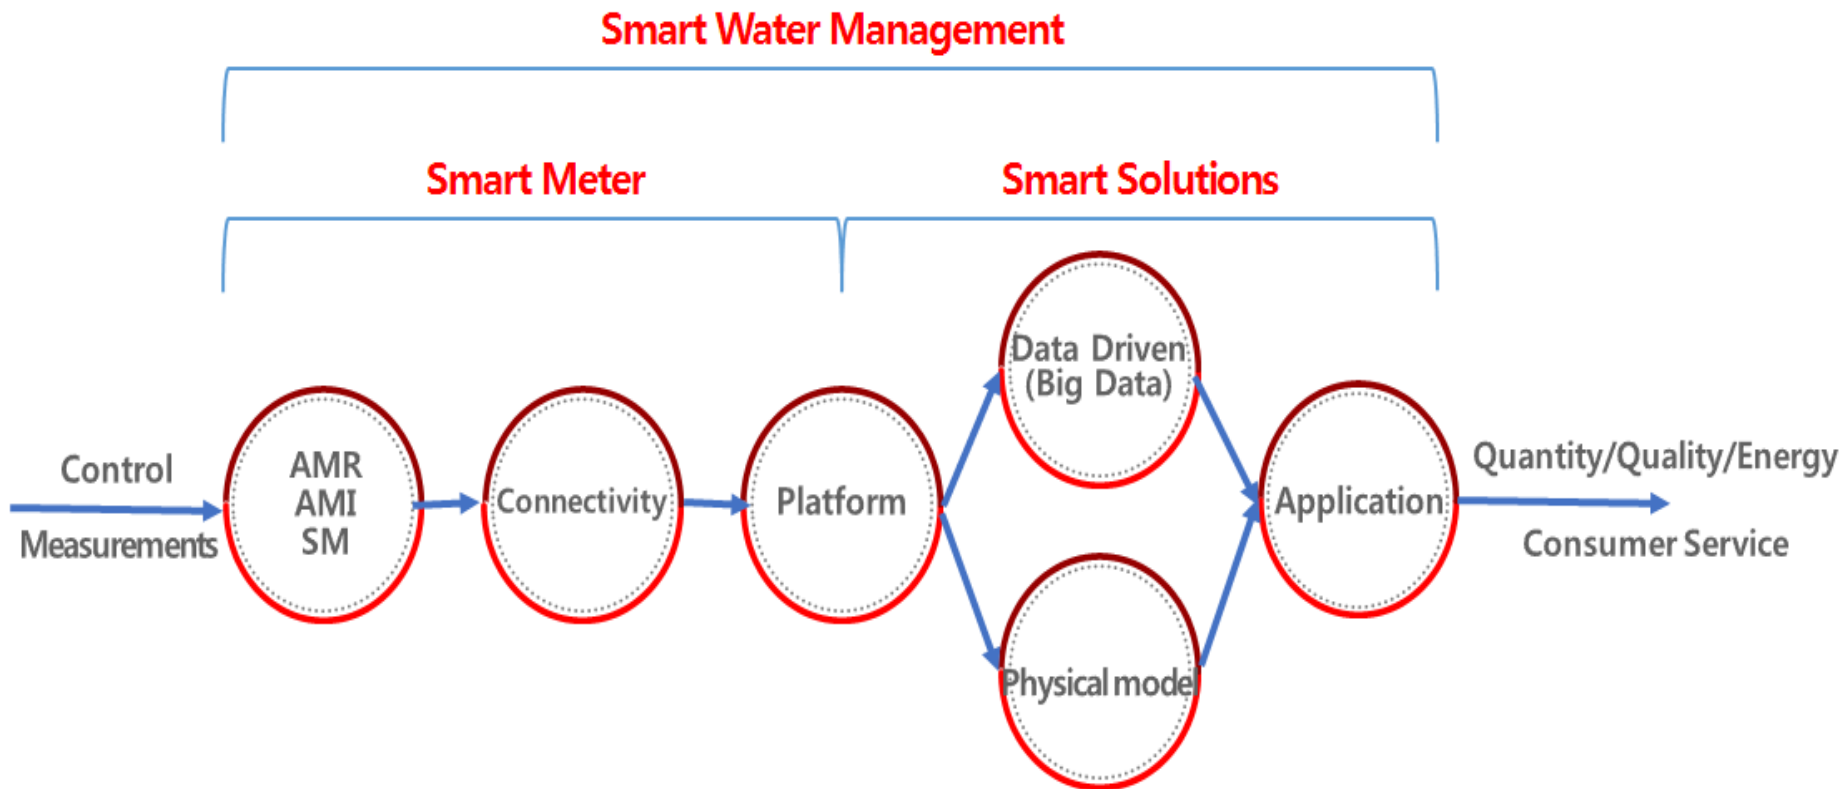 Smart Water Management
Smart Meter
Smart Solutions
Control
Measurements
AMR
AMI
SM
Connectivity
Platform
Data Driven
(Big Data)
Physical model
Application
Quantity/Quality/Energy
Consumer Service